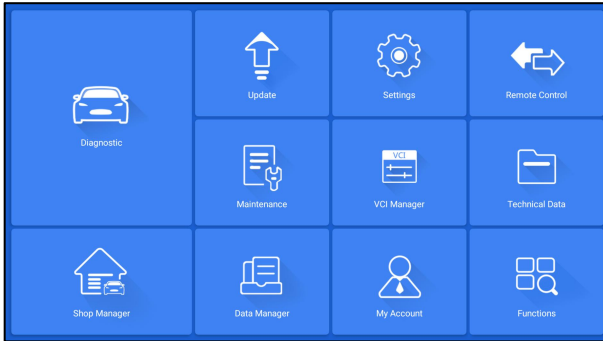 Diagnostic
Update
Settings
Remote Control
Maintenance
VCI
VCI Manager
Technical Data
Shop Manager
Data Manager
My Account
Functions